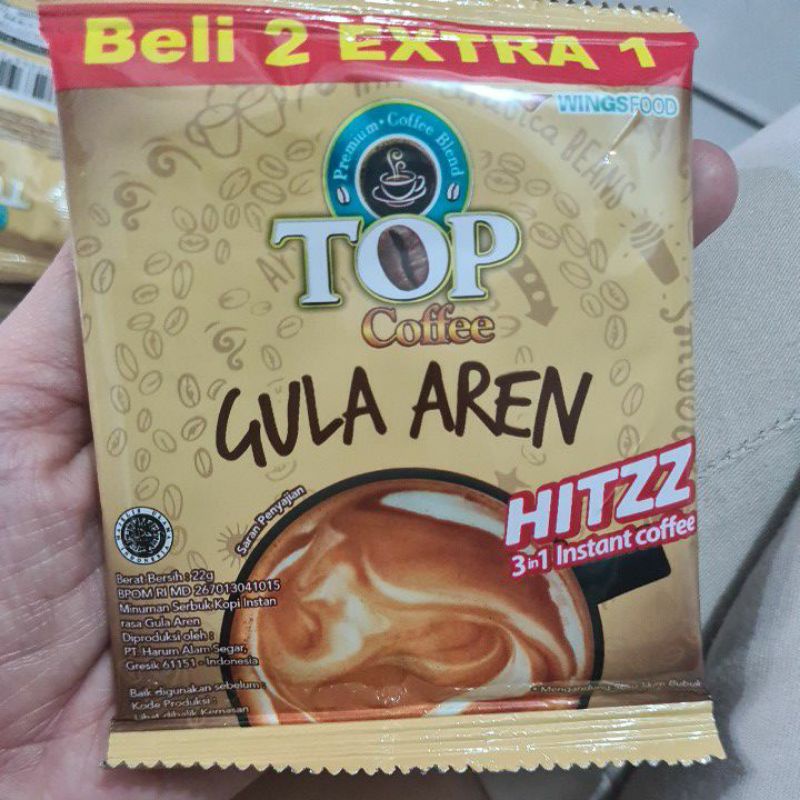 Beli 2 EXTRA 1
WINGSFOOD
Premium • Coffee Blend
TOP
Coffee
GULA AREN
HITZZ
3in1 Instant coffee
Saran Penyajian
Berat Bersih : 22g
BPOM RI MD 267013041015
Minuman Serbuk Kopi Instan
rasa Gula Aren
Diproduksi oleh :
PT. Harum Alam Segar,
Gresik 61151 - Indonesia
Baik digunakan sebelum :
Kode Produksi :
Lihat dibalik Kemasan
BEANS